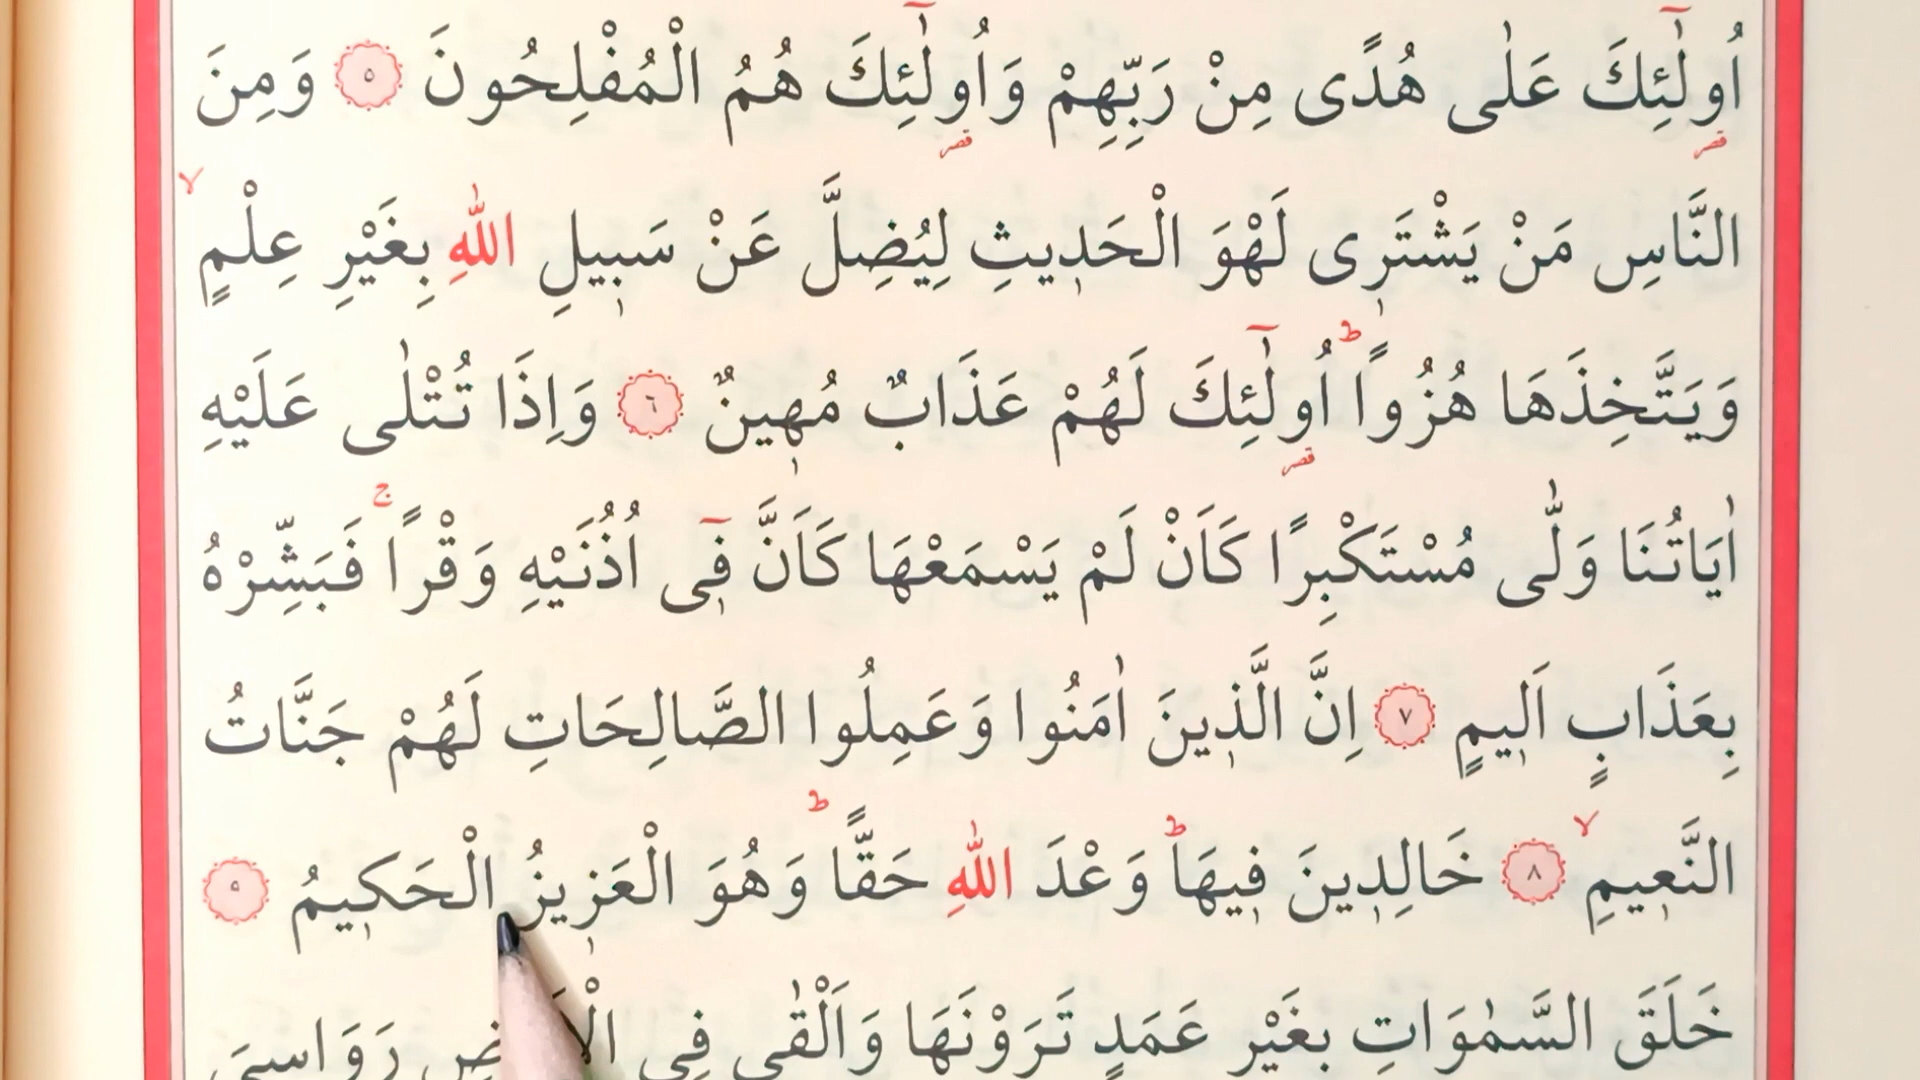 اُو۬لٰٓئِكَ عَلٰى هُدًى مِنْ رَبِّهِمْ وَاُو۬لٰٓئِكَ هُمُ الْمُفْلِحُونَ ﴿٥﴾ وَمِنَ
النَّاسِ مَنْ يَشْتَر۪ى لَهْوَ الْحَد۪يثِ لِيُضِلَّ عَنْ سَب۪يلِ اللّٰهِ بِغَيْرِ عِلْمٍۙ
وَيَتَّخِذَهَا هُزُواًۜ اُو۬لٰٓئِكَ لَهُمْ عَذَابٌ مُه۪ينٌ ﴿٦﴾ وَاِذَا تُتْلٰى عَلَيْهِ
اٰيَاتُنَا وَلّٰى مُسْتَكْبِرًا كَاَنْ لَمْ يَسْمَعْهَا كَاَنَّ ف۪ٓى اُذُنَيْهِ وَقْراًۚ فَبَشِّرْهُ
بِعَذَابٍ اَل۪يمٍ ﴿٧﴾ اِنَّ الَّذ۪ينَ اٰمَنُوا وَعَمِلُوا الصَّالِحَاتِ لَهُمْ جَنَّاتُ
النَّع۪يمِۙ ﴿٨﴾ خَالِد۪ينَ ف۪يهَاۜ وَعْدَ اللّٰهِ حَقًّاۜ وَهُوَ الْعَز۪يزُ الْحَك۪يمُ ﴿٩﴾
خَلَقَ السَّمٰوَاتِ بِغَيْرِ عَمَدٍ تَرَوْنَهَا وَاَلْقٰى فِى رَوَاسِىَ